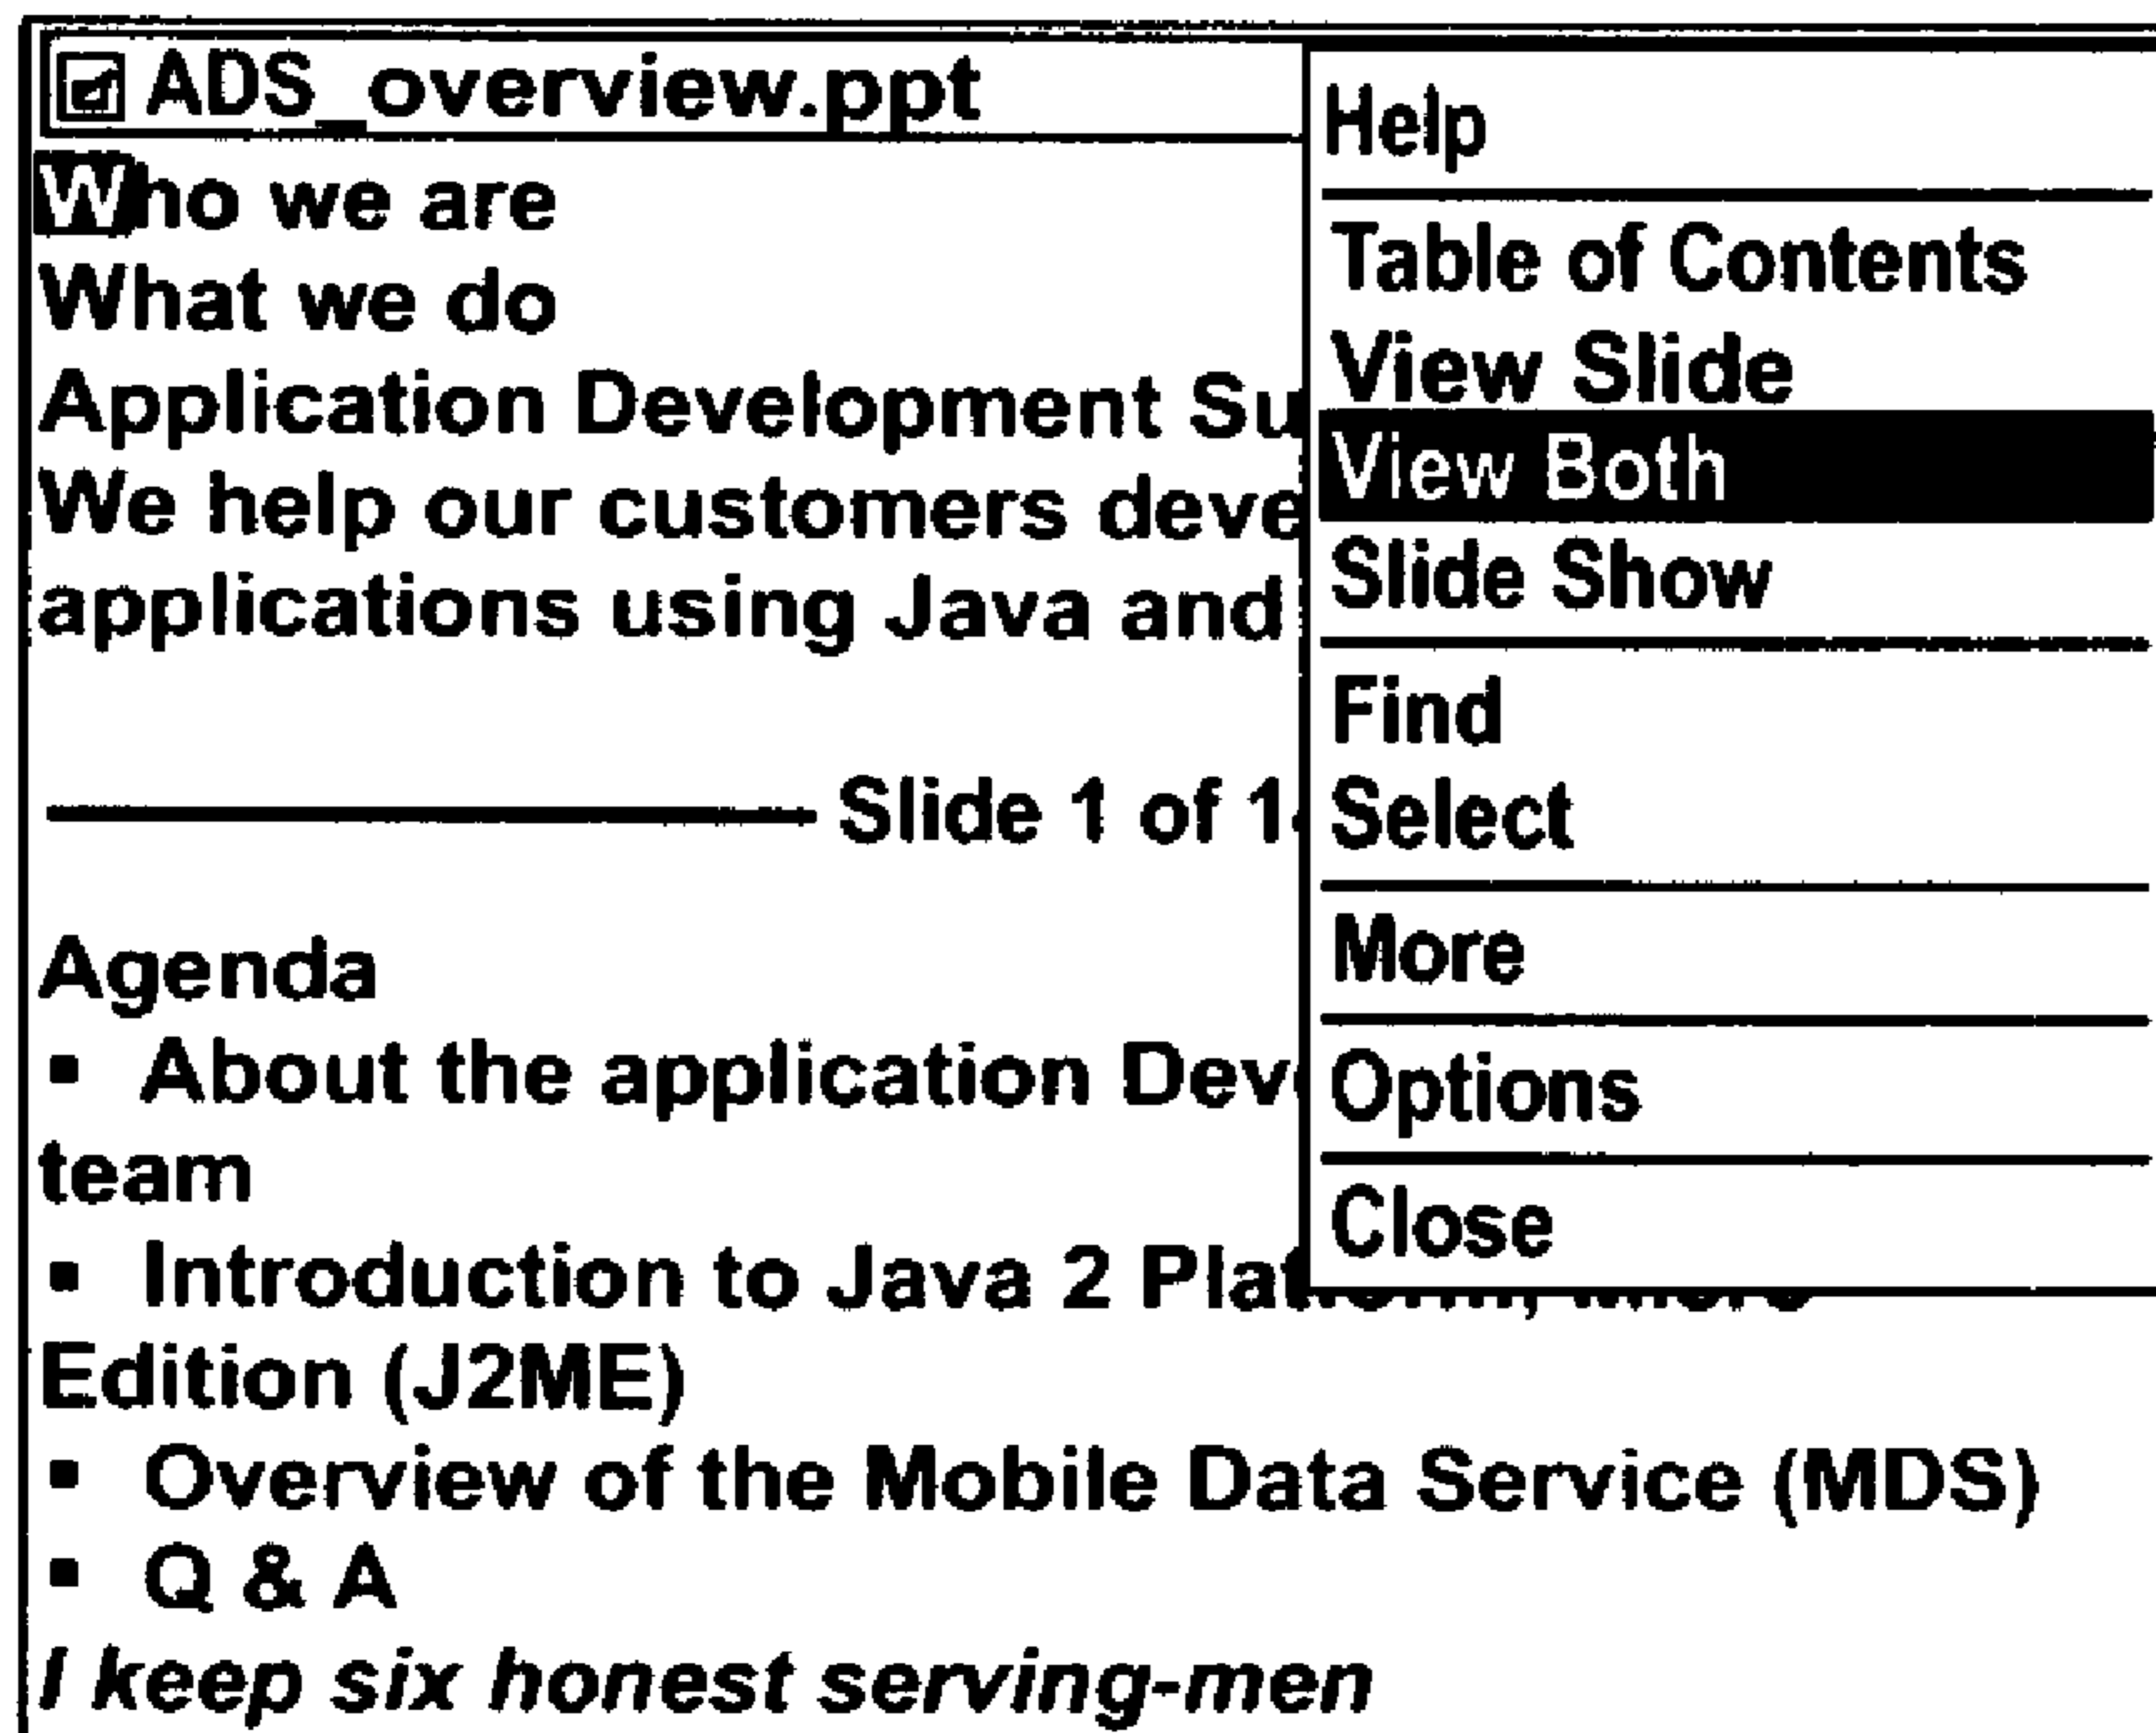 ADS_overview.ppt
Who we are
What we do
Application Development Su
We help our customers deve
applications using Java and
Slide 1 of 1
Agenda
▪ About the application Dev
team
▪ Introduction to Java 2
Edition (J2ME)
▪ Overview of the Mobile Data Service (MDS)
▪ Q & A
I keep six honest serving-men
Help
Table of Contents
View Slide
View Both
Slide Show
Find
Select
More
Options
Close